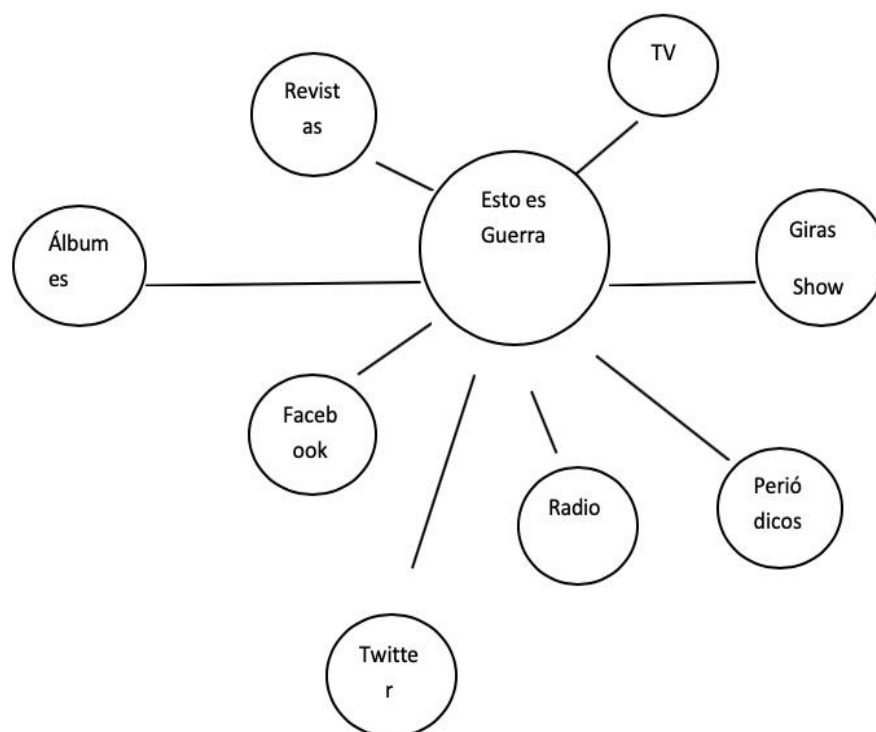 TV
Revist
as
Esto es
Guerra
Giras
Show
Álbum
es
Faceb
ook
Radio
Perió
dicos
Twitte
r